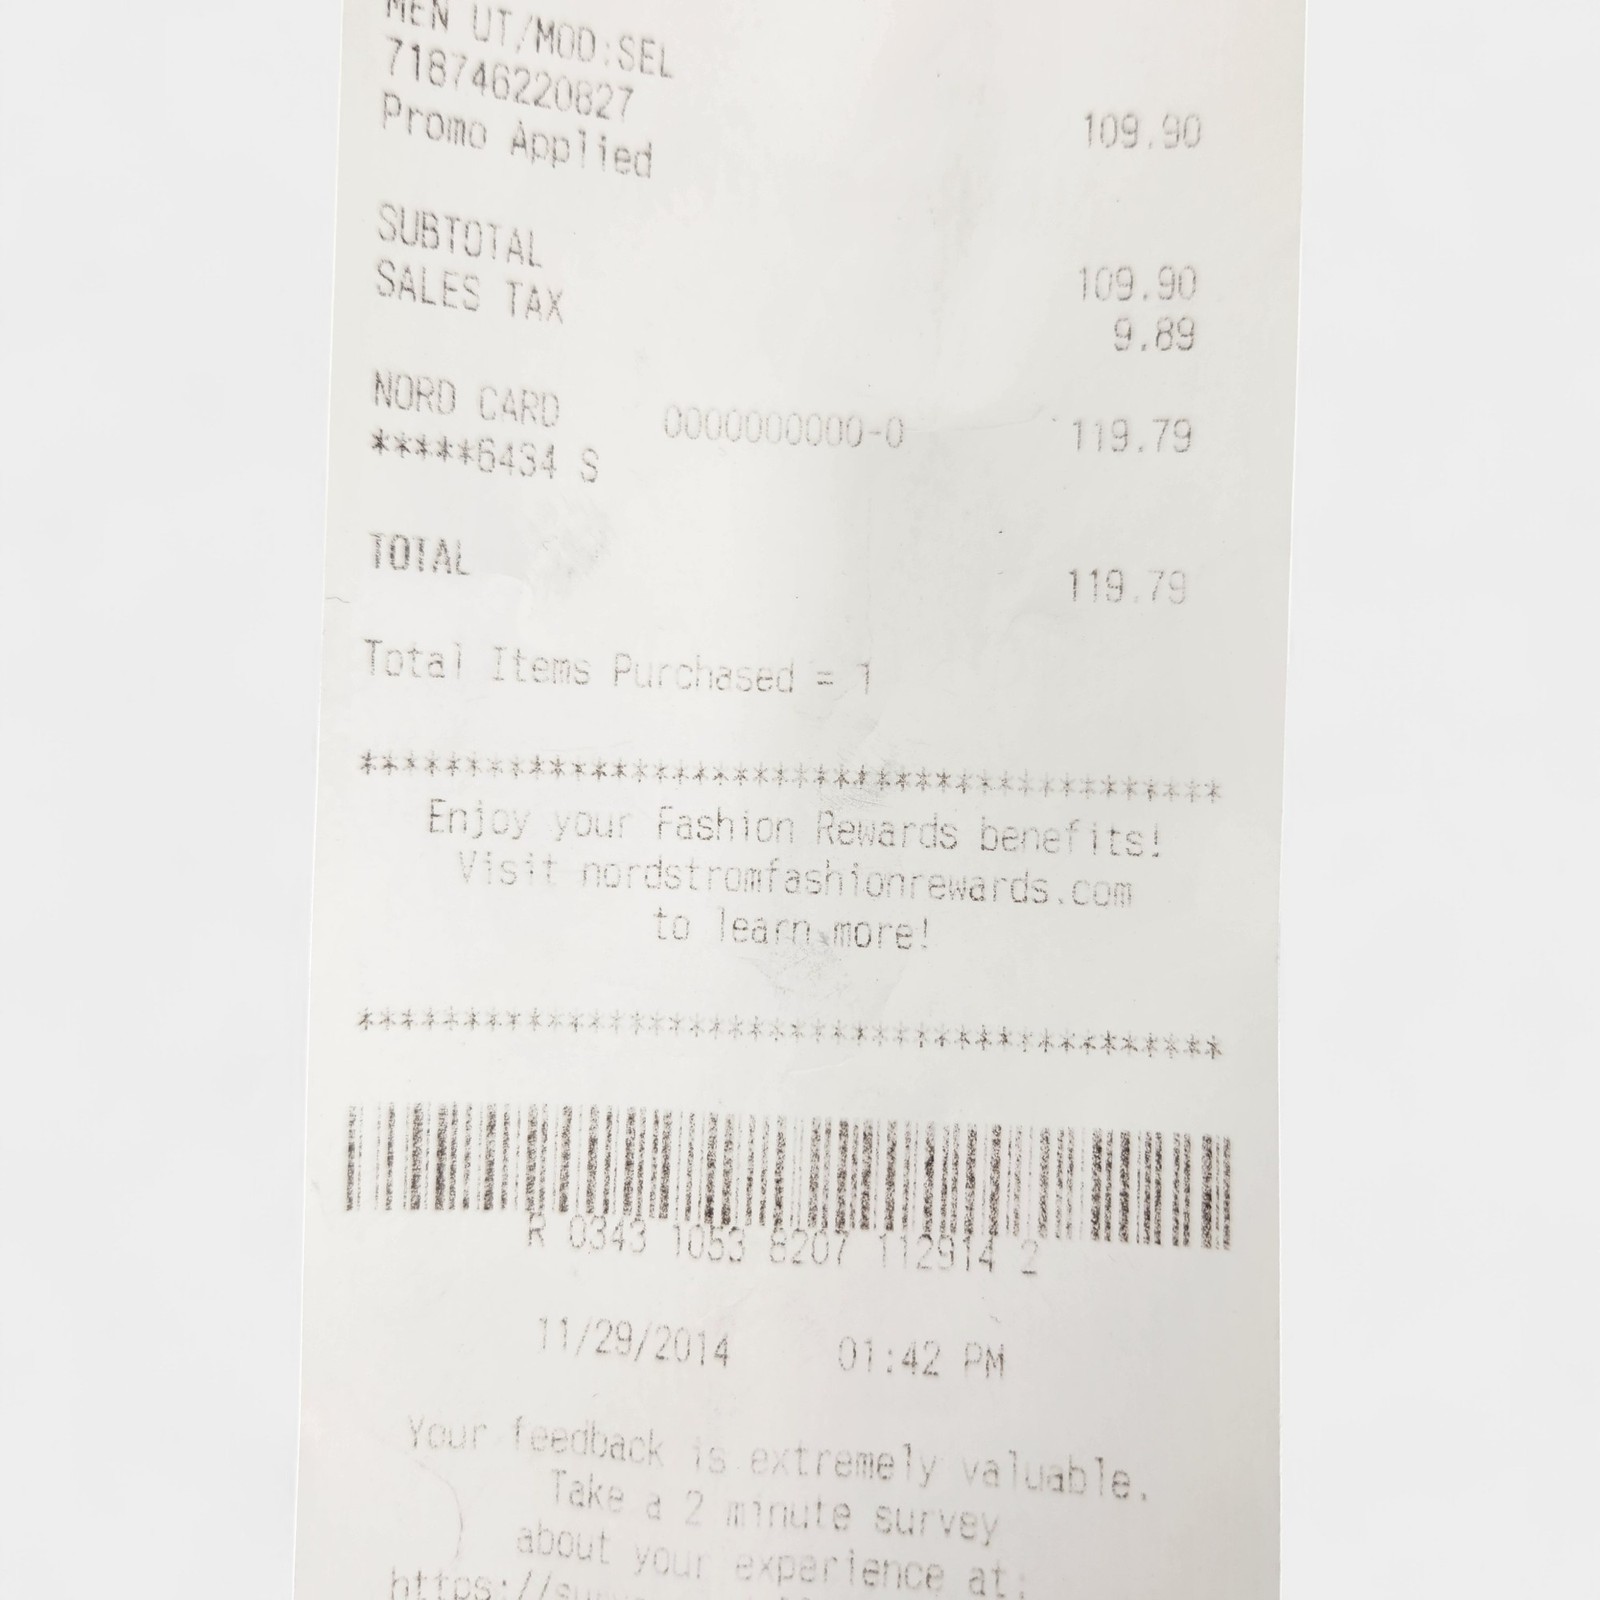 MEN UT/MOD:SEL
718746220827
Promo Applied 109.90
SUBTOTAL 109.90
SALES TAX 9.89
NORD CARD 0000000000-0 119.79
*****6434 S
TOTAL 119.79
Total Items Purchased = 1
******************************************
Enjoy your Fashion Rewards benefits!
Visit nordstromfashionrewards.com
to learn more!
******************************************
R 0343 1053 8207 112914 2
11/29/2014 01:42 PM
Your feedback is extremely valuable.
Take a 2 minute survey
about your experience at: